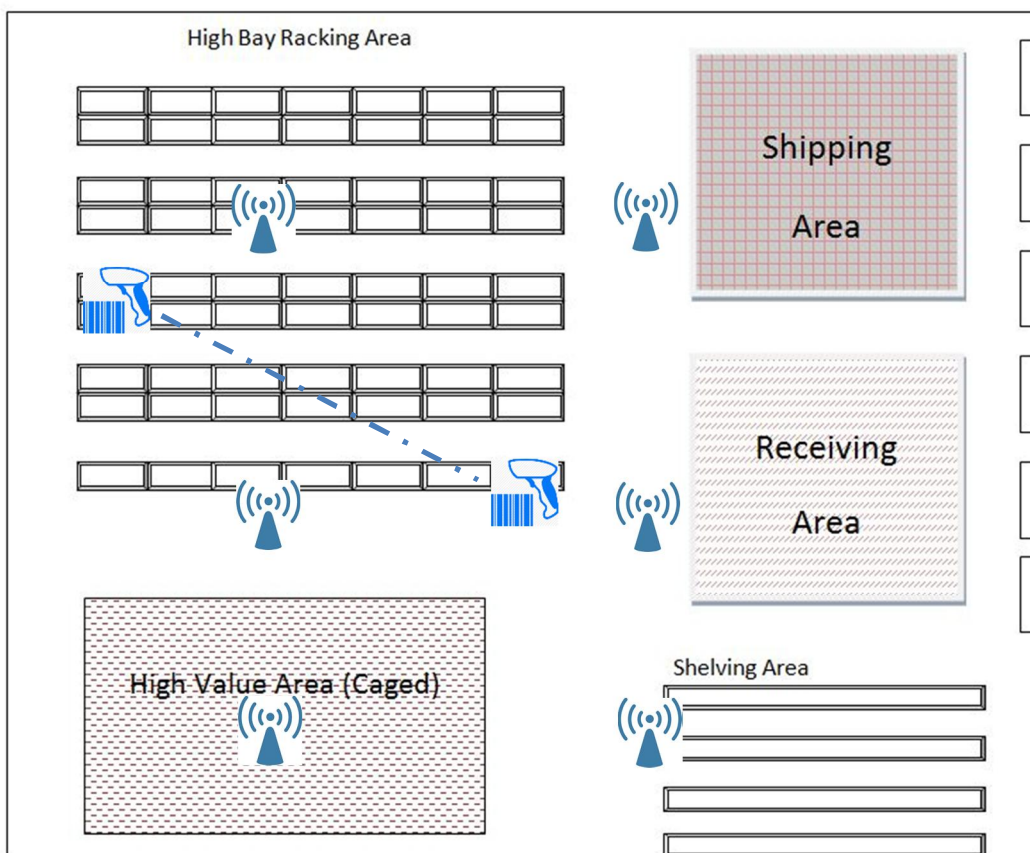 High Bay Racking Area
Shipping
Area
Receiving
Area
High Value Area (Caged)
Shelving Area